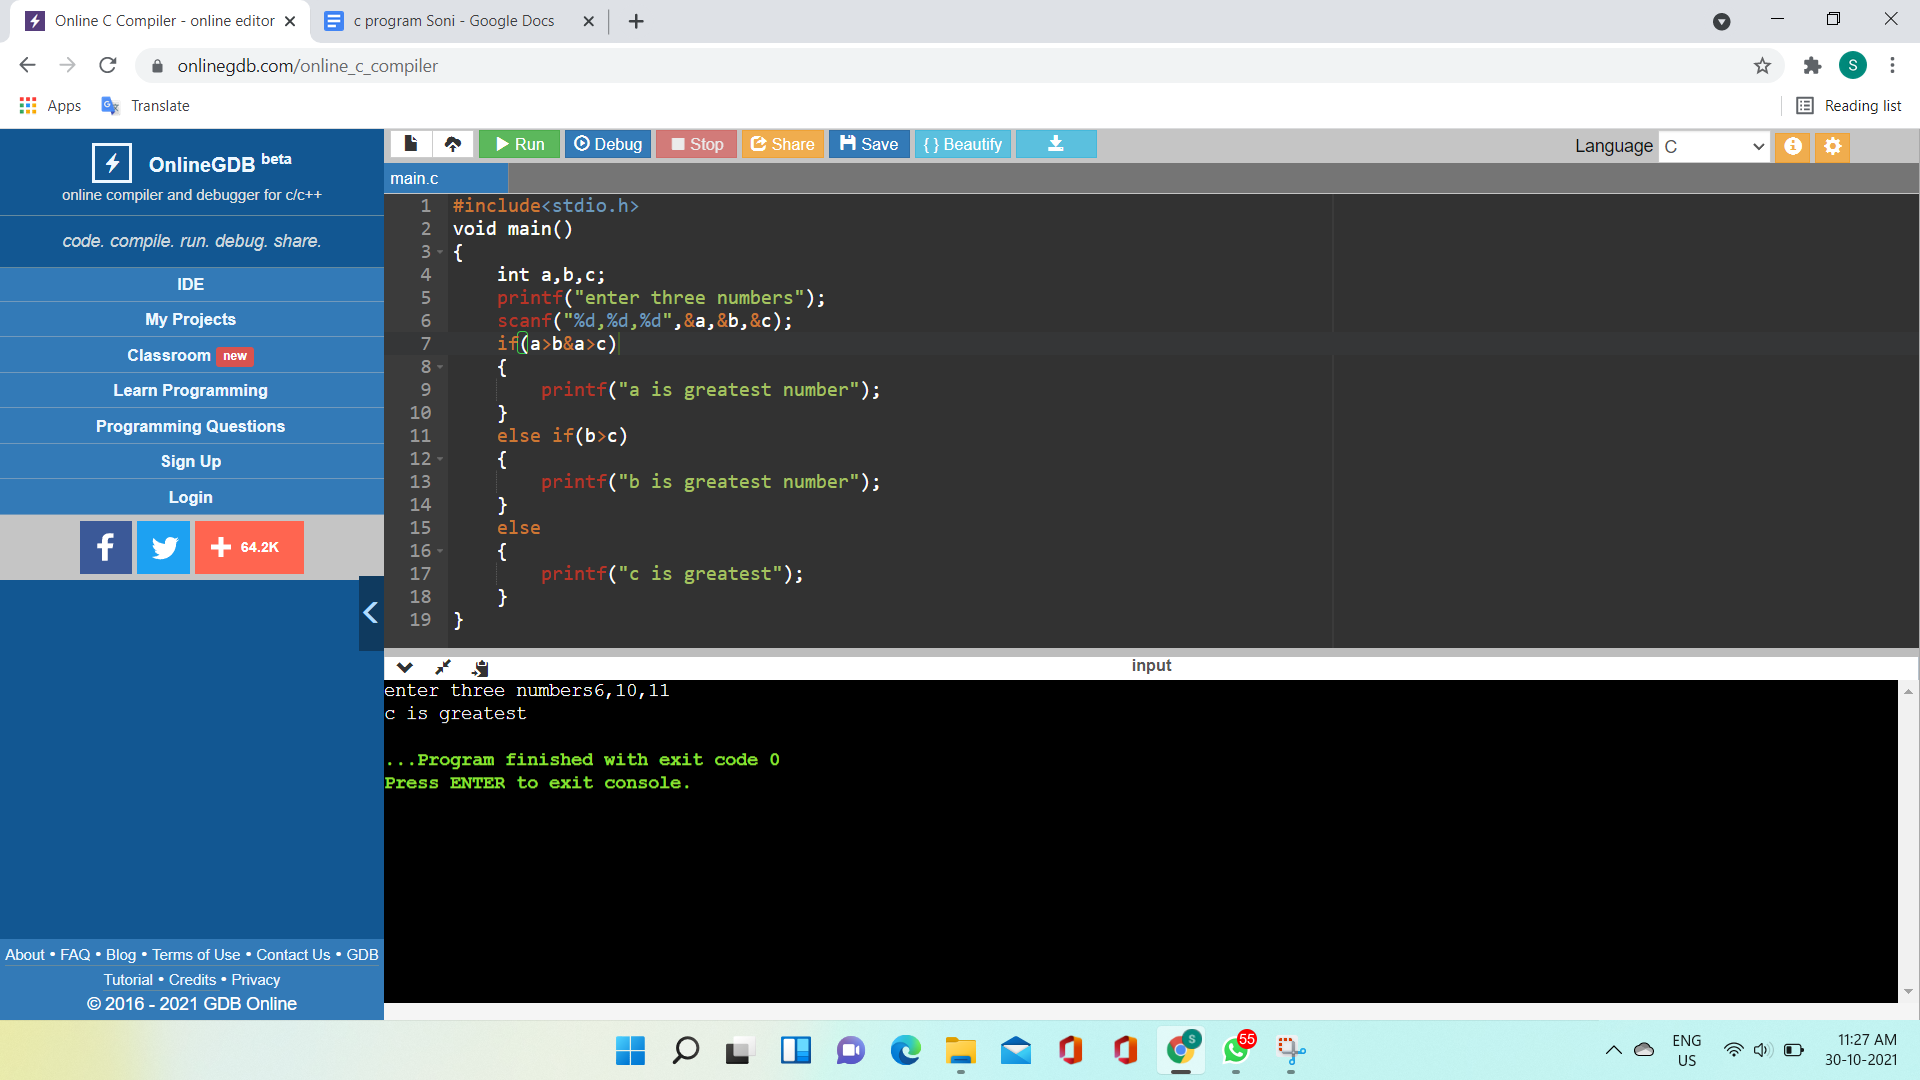 Online C Compiler - online editor
c program Soni - Google Docs
onlinegdb.com/online_c_compiler
S
Apps
Translate
Reading list
OnlineGDB beta
online compiler and debugger for c/c++
code. compile. run. debug. share.
IDE
My Projects
Classroom new
Learn Programming
Programming Questions
Sign Up
Login
64.2K
About • FAQ • Blog • Terms of Use • Contact Us • GDB
Tutorial • Credits • Privacy
© 2016 - 2021 GDB Online
Run Debug Stop Share Save { } Beautify
Language C
main.c
1 #include<stdio.h>
2 void main()
3 {
4     int a,b,c;
5     printf("enter three numbers");
6     scanf("%d,%d,%d",&a,&b,&c);
7     if(a>b&a>c)
8     {
9         printf("a is greatest number");
10     }
11     else if(b>c)
12     {
13         printf("b is greatest number");
14     }
15     else
16     {
17         printf("c is greatest");
18     }
19 }
input
enter three numbers6,10,11
c is greatest
...Program finished with exit code 0
Press ENTER to exit console.
S
55
ENG
US
11:27 AM
30-10-2021